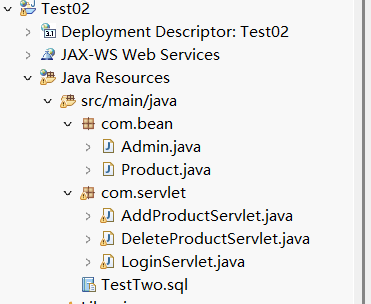 Test02
Deployment Descriptor: Test02
JAX-WS Web Services
Java Resources
src/main/java
com.bean
Admin.java
Product.java
com.servlet
AddProductServlet.java
DeleteProductServlet.java
LoginServlet.java
TestTwo.sql